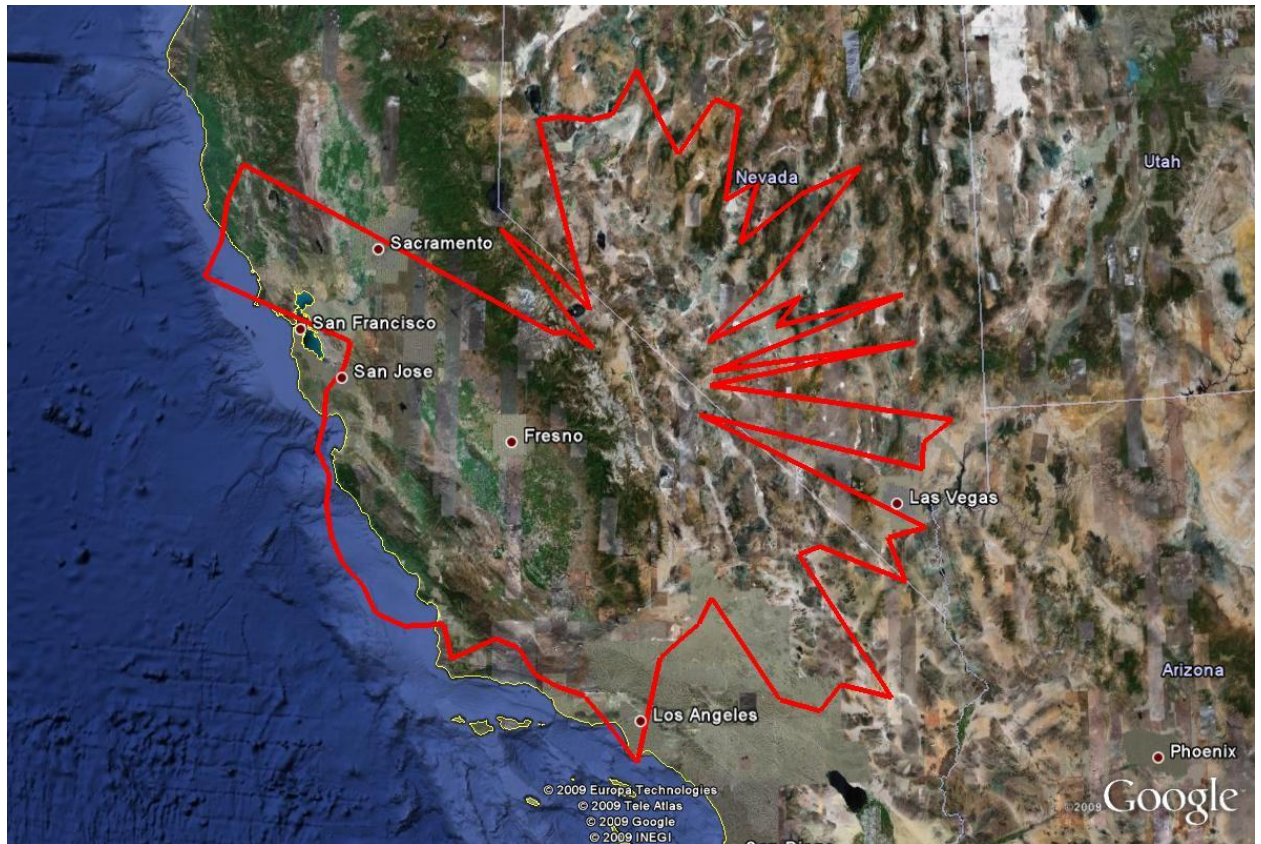 Utah
Nevada
Sacramento
San Francisco
San Jose
Fresno
Las Vegas
Arizona
Los Angeles
Phoenix
© 2009 Europa Technologies
© 2009 Tele Atlas
© 2009 Google
© 2009 INEGI
©2009 Google